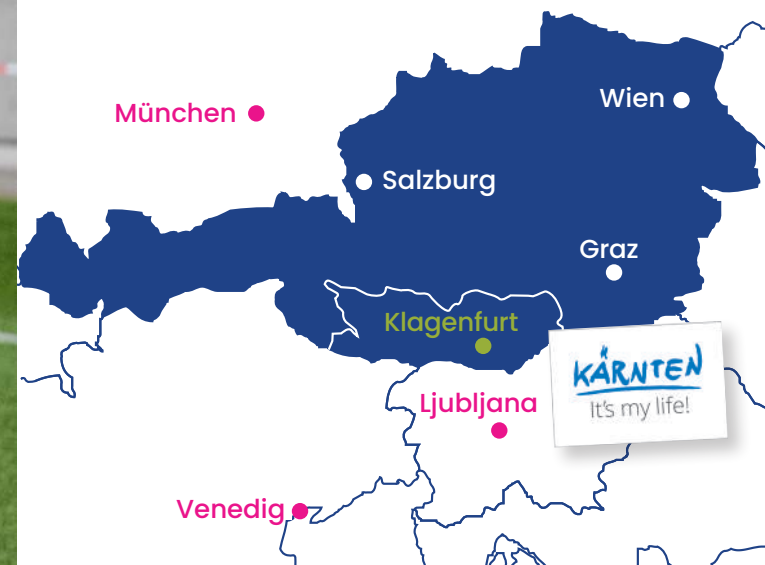 München
Wien
Salzburg
Graz
Klagenfurt
KÄRNTEN
It's my life!
Ljubljana
Venedig